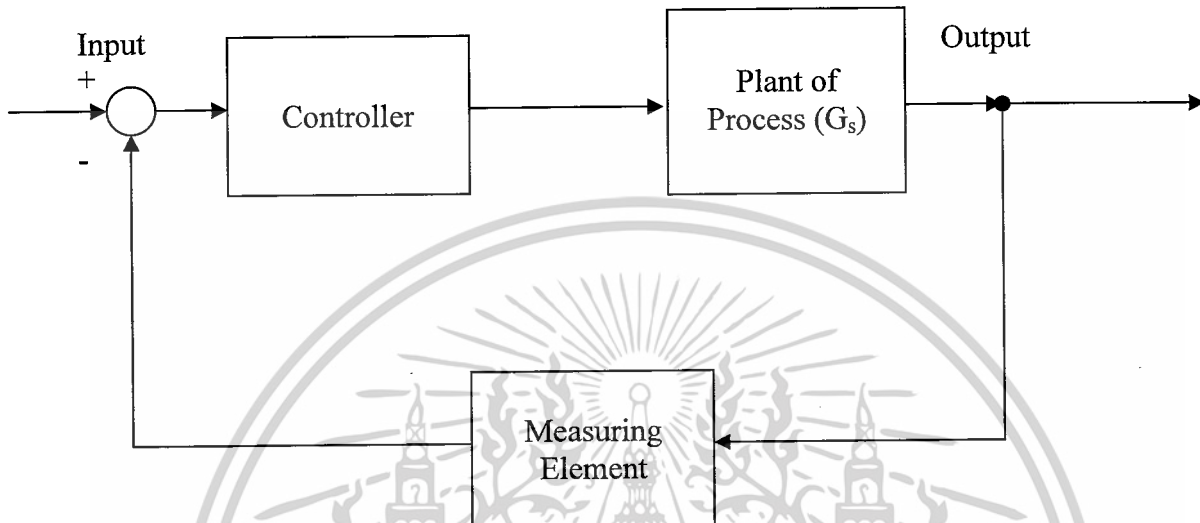 Input
+
-
Controller
Plant of
Process (Gₛ)
Output
Measuring
Element